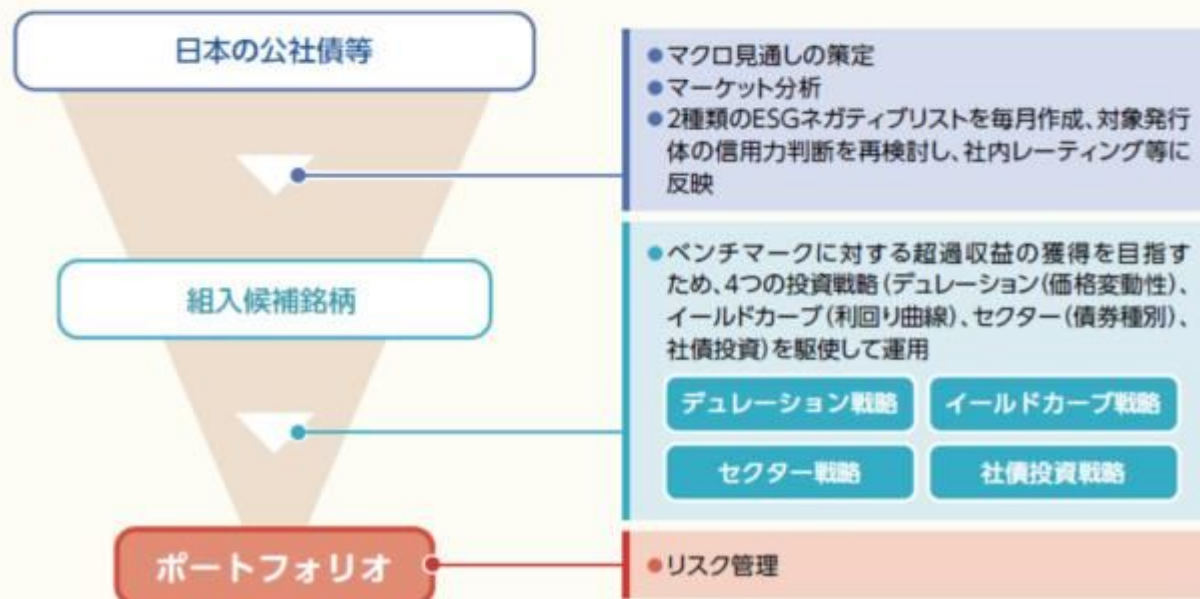 日本の公社債等
●マクロ見通しの策定
●マーケット分析
●2種類のESGネガティブリストを毎月作成、対象発行
体の信用力判断を再検討し、社内レーティング等に
反映
組入候補銘柄
●ベンチマークに対する超過収益の獲得を目指す
ため、4つの投資戦略(デュレーション(価格変動性)、
イールドカーブ(利回り曲線)、セクター(債券種別)、
社債投資)を駆使して運用
デュレーション戦略
イールドカーブ戦略
セクター戦略
社債投資戦略
ポートフォリオ
●リスク管理